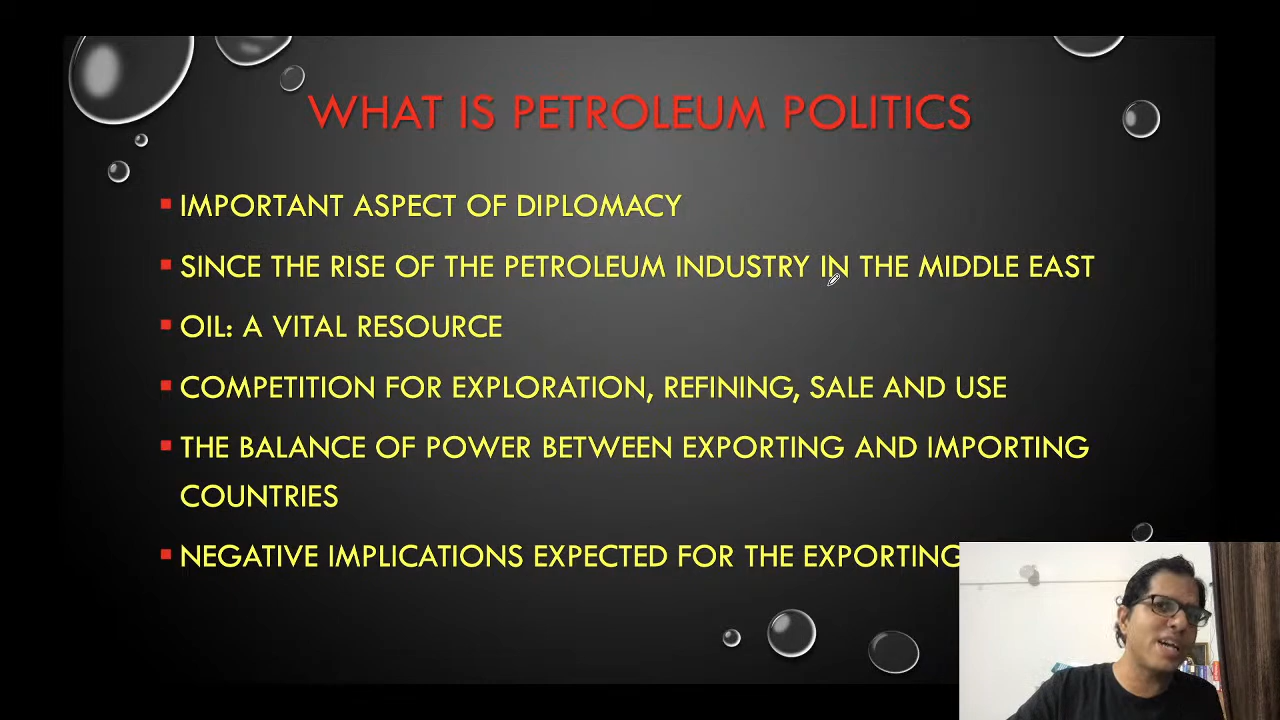 WHAT IS PETROLEUM POLITICS
IMPORTANT ASPECT OF DIPLOMACY
SINCE THE RISE OF THE PETROLEUM INDUSTRY IN THE MIDDLE EAST
OIL: A VITAL RESOURCE
COMPETITION FOR EXPLORATION, REFINING, SALE AND USE
THE BALANCE OF POWER BETWEEN EXPORTING AND IMPORTING
COUNTRIES
NEGATIVE IMPLICATIONS EXPECTED FOR THE EXPORTING